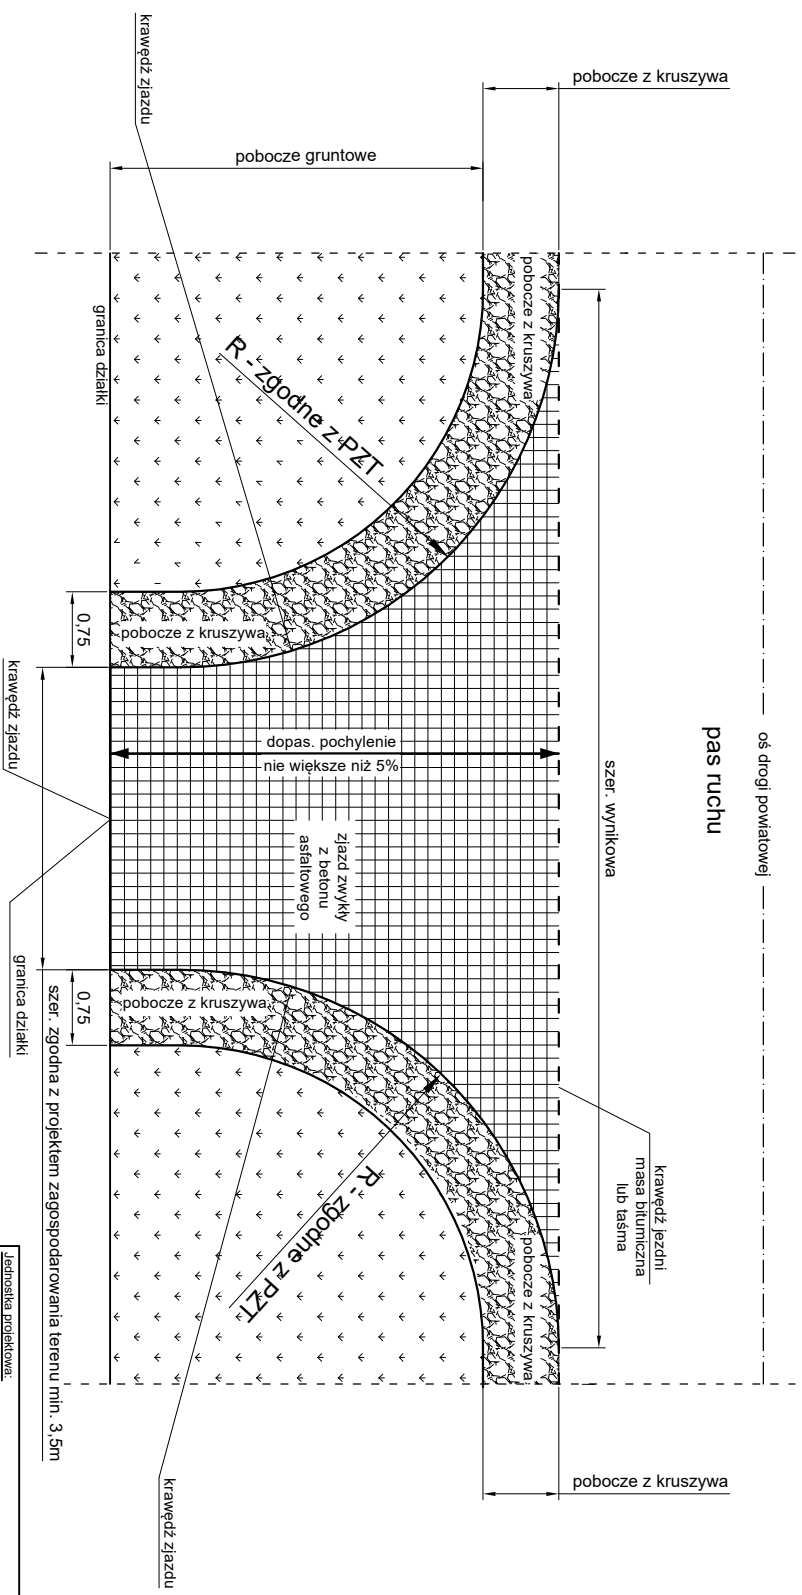 krawędź zjazdu
pobocze z kruszywa
pobocze gruntowe
pobocze z kruszywa
granica działki
R - zgodne z PZT
0,75
pobocze z kruszywa
krawędź zjazdu
dopas. pochylenie
nie większe niż 5%
zjazd zwykły
z betonu
asfaltowego
szer. wynikowa
pas ruchu
oś drogi powiatowej
granica działki
0,75
pobocze z kruszywa
szer. zgodna z projektem zagospodarowania terenu min. 3,5m
krawędź jezdni
masa bitumiczna
lub taśma
R - zgodne z PZT
pobocze z kruszywa
krawędź zjazdu
pobocze z kruszywa
Jednostka projektowa: